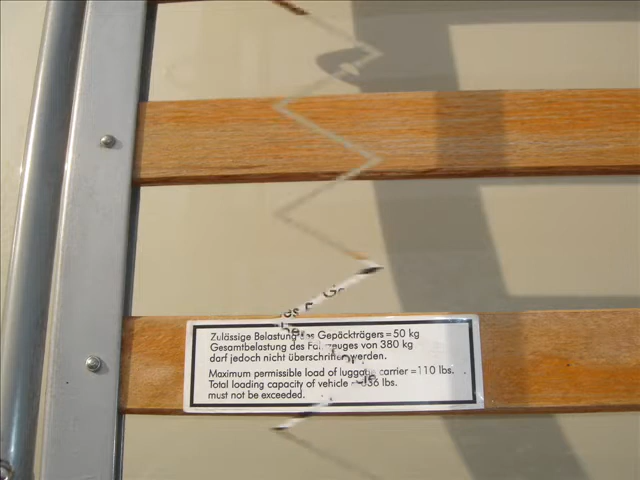 Zulässige Belastung des Gepäckträgers = 50 kg
Gesamtbelastung des von 380 kg
darf jedoch nicht überschritten werden.
Maximum permissible load of luggage carrier = 110 lbs.
Total loading capacity of vehicle lbs.
must not be exceeded.